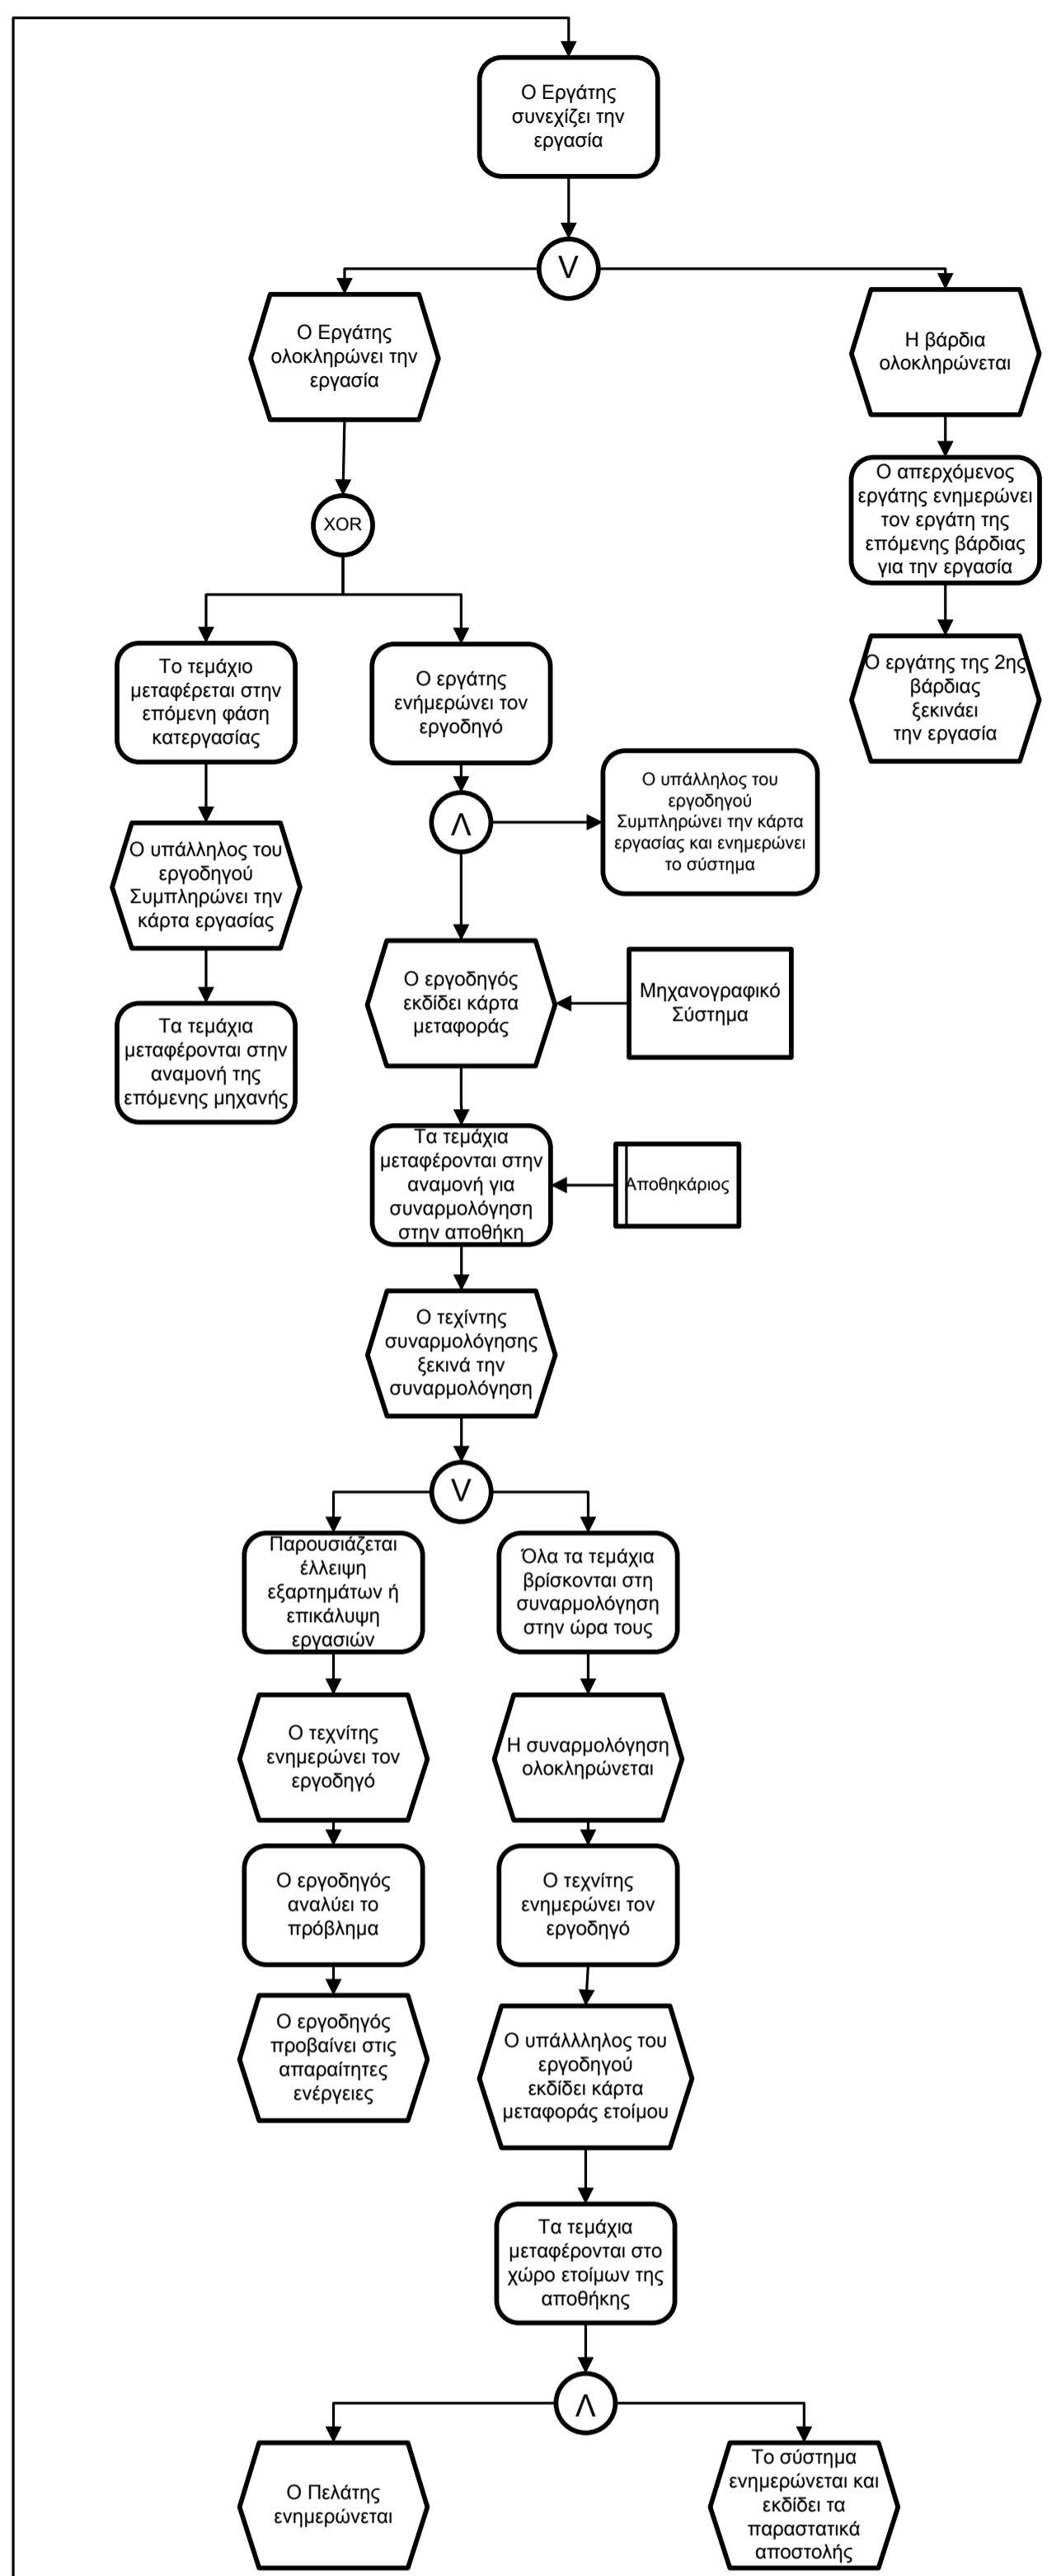 Ο Εργάτης
συνεχίζει την
εργασία
V
Ο Εργάτης
ολοκληρώνει την
εργασία
Η βάρδια
ολοκληρώνεται
Ο απερχόμενος
εργάτης ενημερώνει
τον εργάτη της
επόμενης βάρδιας
για την εργασία
Ο εργάτης της 2ης
βάρδιας
ξεκινάει
την εργασία
XOR
Το τεμάχιο
μεταφέρεται στην
επόμενη φάση
κατεργασίας
Ο υπάλληλος του
εργοδηγού
Συμπληρώνει την
κάρτα εργασίας
Τα τεμάχια
μεταφέρονται στην
αναμονή της
επόμενης μηχανής
Ο εργάτης
ενήμερώνει τον
εργοδηγό
Λ
Ο υπάλληλος του
εργοδηγού
Συμπληρώνει την κάρτα
εργασίας και ενημερώνει
το σύστημα
Ο εργοδηγός
εκδίδει κάρτα
μεταφοράς
Μηχανογραφικό
Σύστημα
Τα τεμάχια
μεταφέρονται στην
αναμονή για
συναρμολόγηση
στην αποθήκη
Αποθηκάριος
Ο τεχίντης
συναρμολόγησης
ξεκινά την
συναρμολόγηση
V
Παρουσιάζεται
έλλειψη
εξαρτημάτων ή
επικάλυψη
εργασιών
Ο τεχνίτης
ενημερώνει τον
εργοδηγό
Ο εργοδηγός
αναλύει το
πρόβλημα
Ο εργοδηγός
προβαίνει στις
απαραίτητες
ενέργειες
Όλα τα τεμάχια
βρίσκονται στη
συναρμολόγηση
στην ώρα τους
Η συναρμολόγηση
ολοκληρώνεται
Ο τεχνίτης
ενημερώνει τον
εργοδηγό
Ο υπάλλληλος του
εργοδηγού
εκδίδει κάρτα
μεταφοράς ετοίμου
Τα τεμάχια
μεταφέρονται στο
χώρο ετοίμων της
αποθήκης
Λ
Ο Πελάτης
ενημερώνεται
Το σύστημα
ενημερώνεται και
εκδίδει τα
παραστατικά
αποστολής